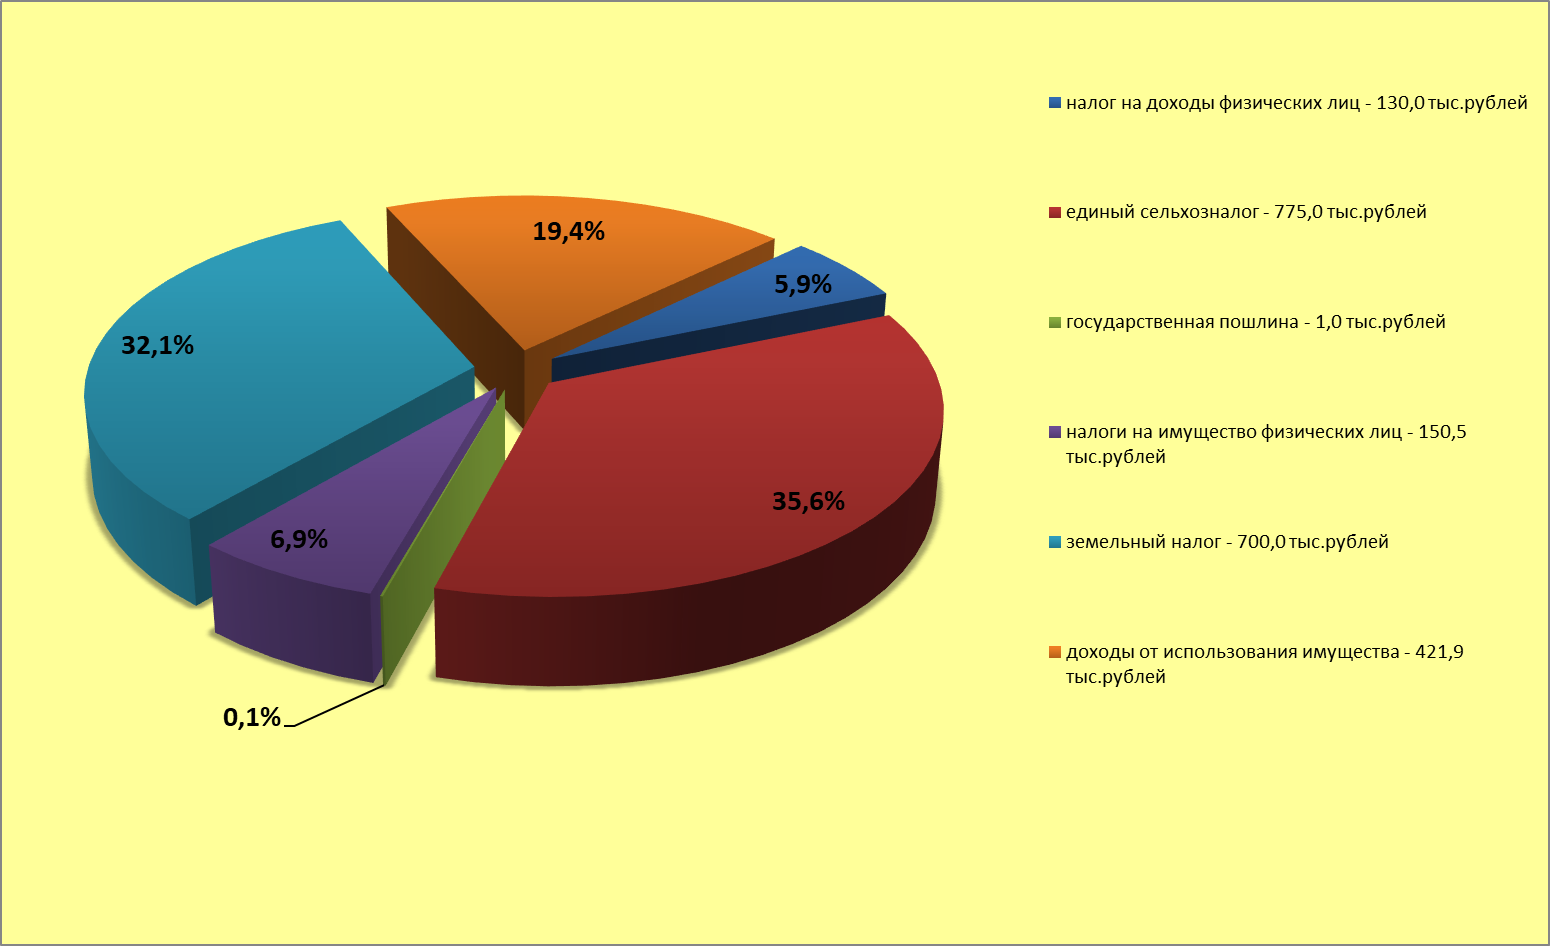 19,4%
5,9%
32,1%
35,6%
6,9%
0,1%
налог на доходы физических лиц - 130,0 тыс.рублей
единый сельхозналог - 775,0 тыс.рублей
государственная пошлина - 1,0 тыс.рублей
налоги на имущество физических лиц - 150,5
тыс.рублей
земельный налог - 700,0 тыс.рублей
доходы от использования имущества - 421,9
тыс.рублей